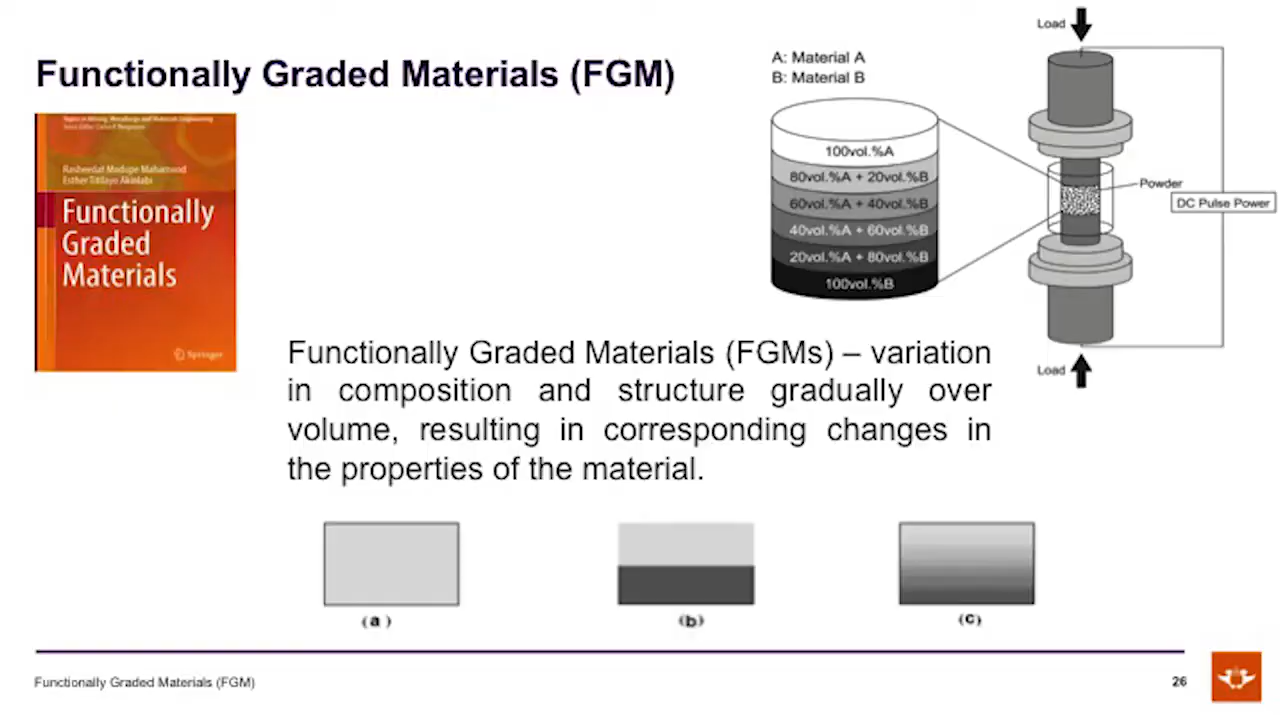 Functionally Graded Materials (FGM)
Rasheedat Modupe Mahamood
Esther Titilayo Akinlabi
Functionally
Graded
Materials
Springer
A: Material A
B: Material B
100vol.%A
80vol.%A + 20vol.%B
60vol.%A + 40vol.%B
40vol.%A + 60vol.%B
20vol.%A + 80vol.%B
100vol.%B
Load
Powder
DC Pulse Power
Load
Functionally Graded Materials (FGMs) – variation
in composition and structure gradually over
volume, resulting in corresponding changes in
the properties of the material.
(a)
(b)
(c)
Functionally Graded Materials (FGM)
26